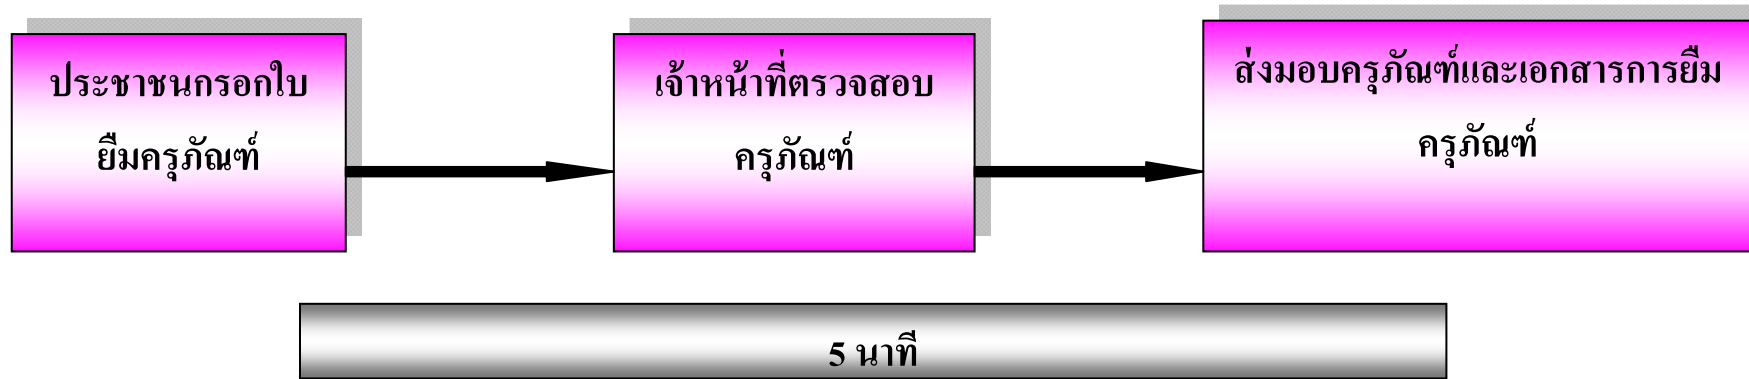 ประชาชนกรอกใบ
ยืมครุภัณฑ์
เจ้าหน้าที่ตรวจสอบ
ครุภัณฑ์
ส่งมอบครุภัณฑ์และเอกสารการยืม
ครุภัณฑ์
5 นาที